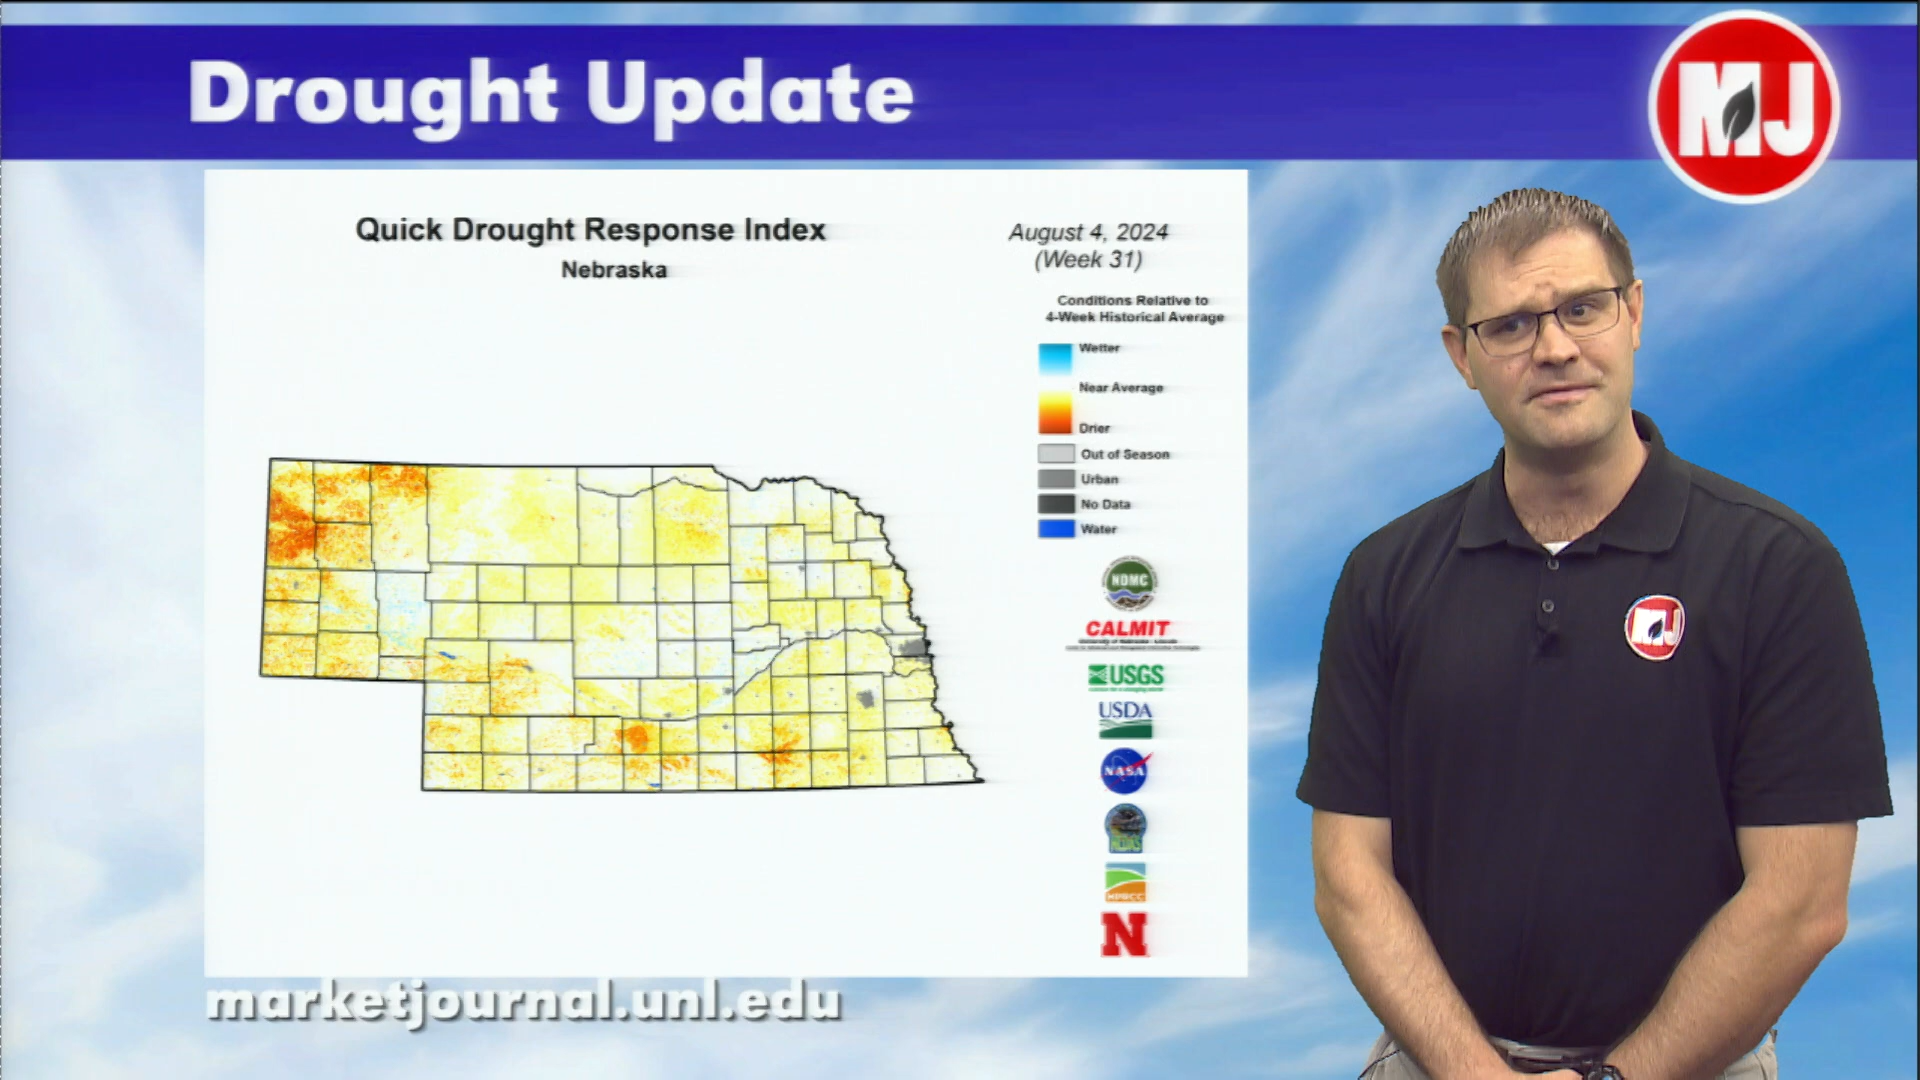 Drought Update
MJ
Quick Drought Response Index
Nebraska
August 4, 2024
(Week 31)
Conditions Relative to
4-Week Historical Average
Wetter
Near Average
Drier
Out of Season
Urban
No Data
Water
NDMC
CALMIT
USGS
USDA
NASA
HPRCC
N
MJ
marketjournal.unl.edu